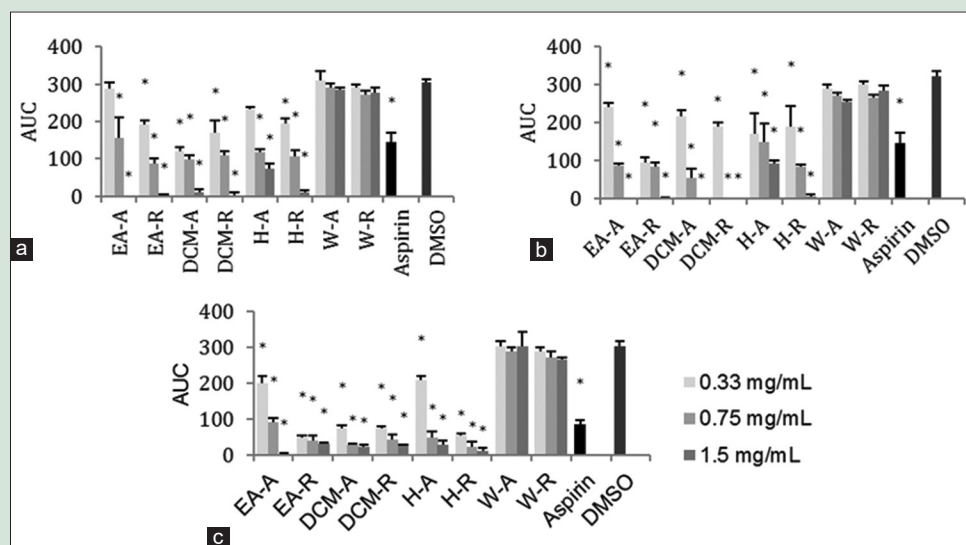 400
300
200
100
0
AUC
* * * * * * * * * * * * * * * * *
EA-A
EA-R
DCM-A
DCM-R
H-A
H-R
W-A
W-R
Aspirin
DMSO
a
400
300
200
100
0
AUC
* * * * * * * * * * * * * * * * * * *
EA-A
EA-R
DCM-A
DCM-R
H-A
H-R
W-A
W-R
Aspirin
DMSO
b
400
300
200
100
0
AUC
* * * * * * * * * * * * * * * * * * *
EA-A
EA-R
DCM-A
DCM-R
H-A
H-R
W-A
W-R
Aspirin
DMSO
c
0.33 mg/mL
0.75 mg/mL
1.5 mg/mL